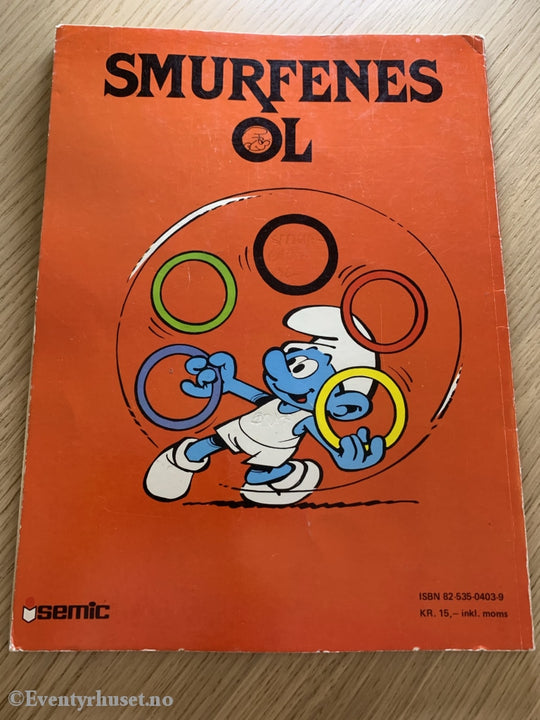 SMURFENES
OL
semic
ISBN 82-535-0403-9
KR. 15,– inkl. moms
©Eventyrhuset.no